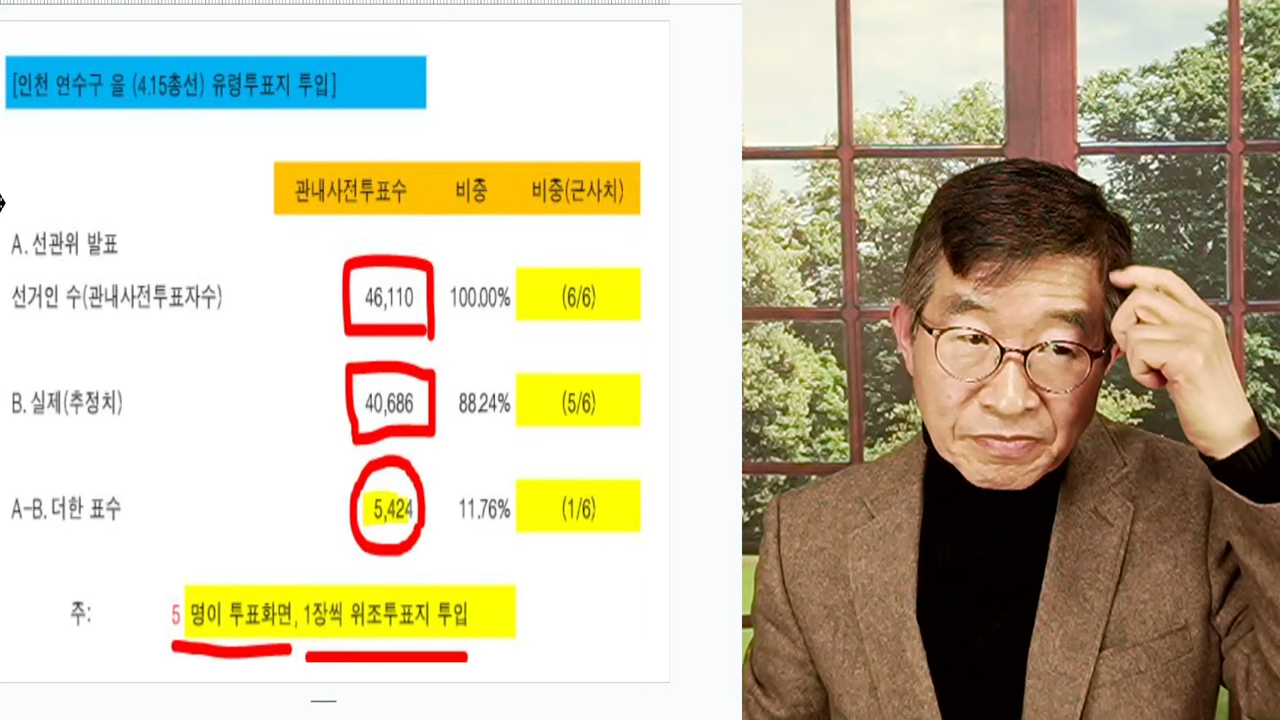 [인천 연수구 을 (4.15총선) 유령투표지 투입]
관내사전투표수 비중 비중(근사치)
A. 선관위 발표
선거인 수(관내사전투표자수) 46,110 100.00% (6/6)
B. 실제(추정치) 40,686 88.24% (5/6)
A-B. 더한 표수 5,424 11.76% (1/6)
주: 5 명이 투표화면, 1장씩 위조투표지 투입